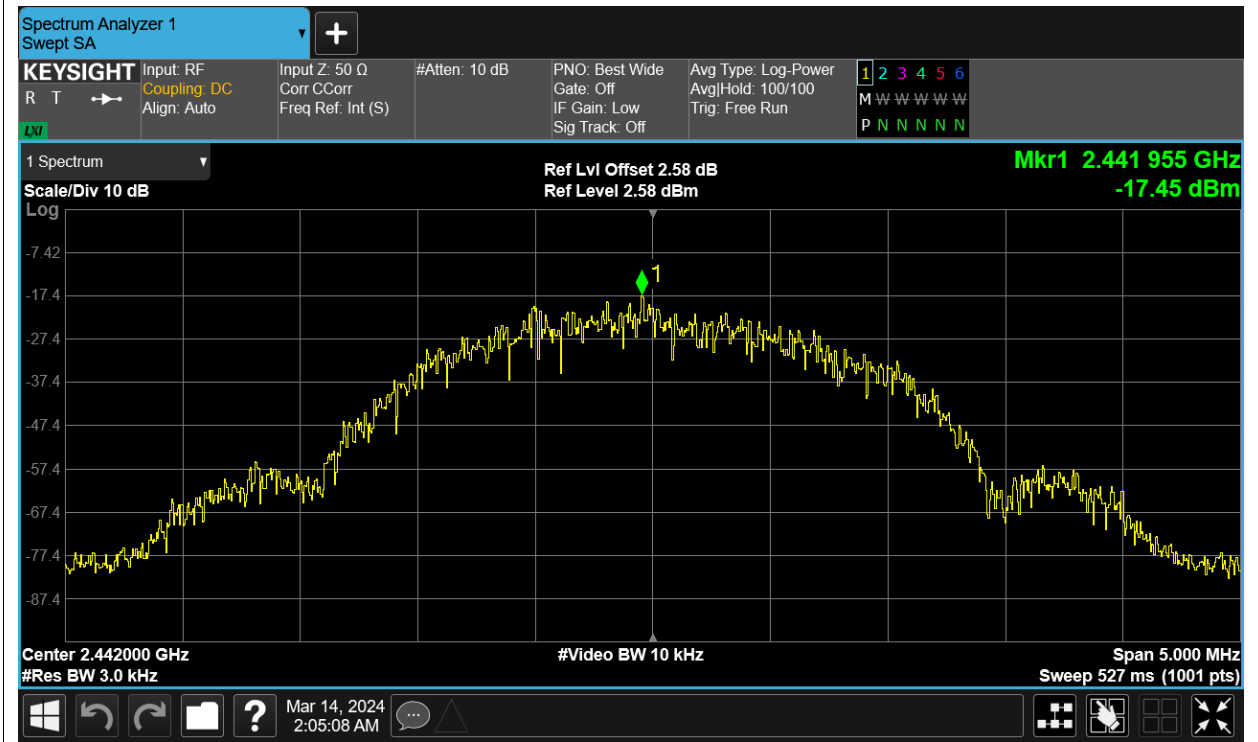 Spectrum Analyzer 1
Swept SA
KEYSIGHT
R T
LXI
Input: RF
Coupling: DC
Align: Auto
Input Z: 50 Ω
Corr CCorr
Freq Ref: Int (S)
#Atten: 10 dB
PNO: Best Wide
Gate: Off
IF Gain: Low
Sig Track: Off
Avg Type: Log-Power
Avg|Hold: 100/100
Trig: Free Run
1 2 3 4 5 6
M W W W W W
P N N N N N
1 Spectrum
Scale/Div 10 dB
Log
Ref Lvl Offset 2.58 dB
Ref Level 2.58 dBm
Mkr1 2.441 955 GHz
-17.45 dBm
1
-7.42
-17.4
-27.4
-37.4
-47.4
-57.4
-67.4
-77.4
-87.4
Center 2.442000 GHz
#Res BW 3.0 kHz
#Video BW 10 kHz
Span 5.000 MHz
Sweep 527 ms (1001 pts)
?
Mar 14, 2024
2:05:08 AM